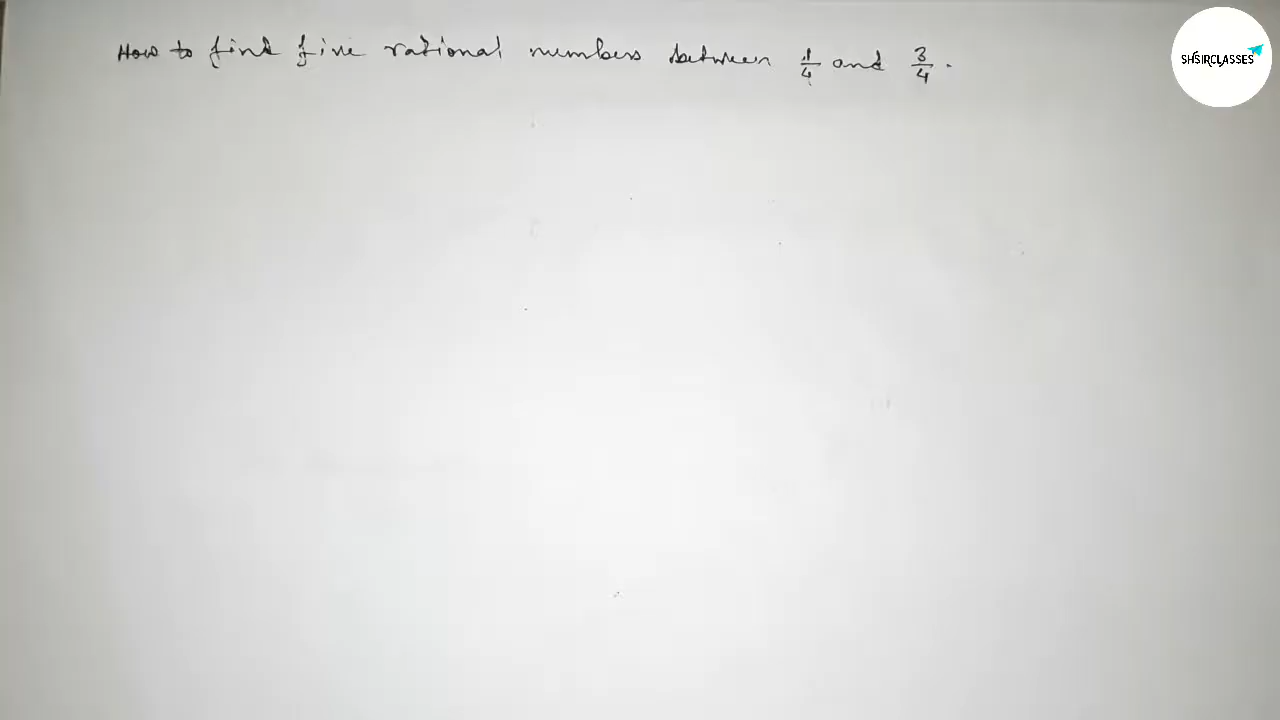 How to find five rational numbers between 1/4 and 3/4.
SHSIRCLASSES